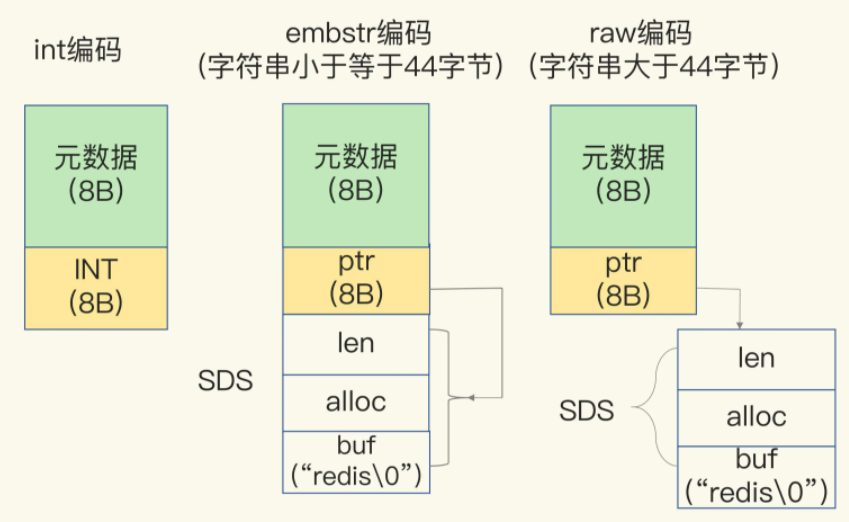 int编码
元数据
(8B)
INT
(8B)
embstr编码
(字符串小于等于44字节)
元数据
(8B)
ptr
(8B)
len
alloc
buf
(“redis\0”)
SDS
raw编码
(字符串大于44字节)
元数据
(8B)
ptr
(8B)
SDS
len
alloc
buf
(“redis\0”)